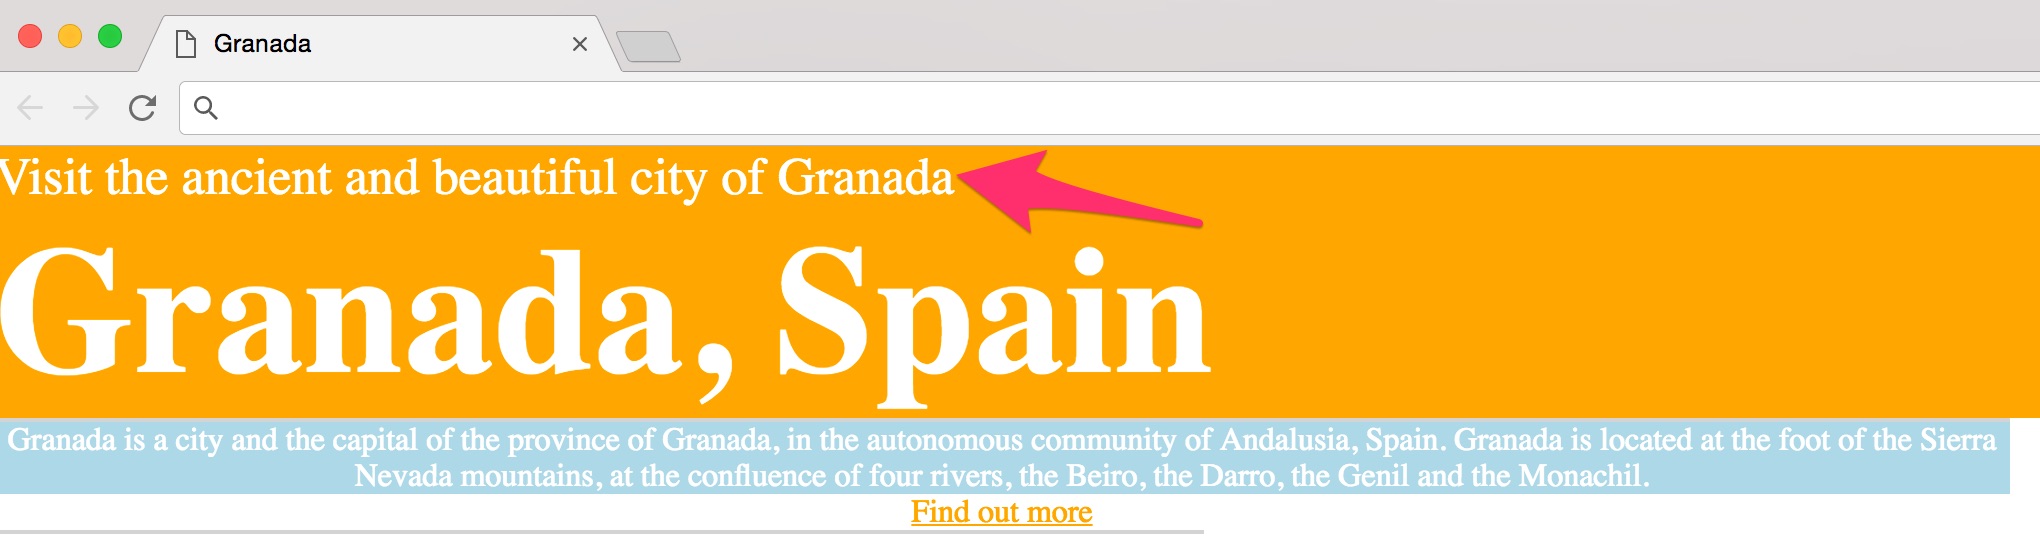 Granada
Visit the ancient and beautiful city of Granada
Granada, Spain
Granada is a city and the capital of the province of Granada, in the autonomous community of Andalusia, Spain. Granada is located at the foot of the Sierra
Nevada mountains, at the confluence of four rivers, the Beiro, the Darro, the Genil and the Monachil.
Find out more